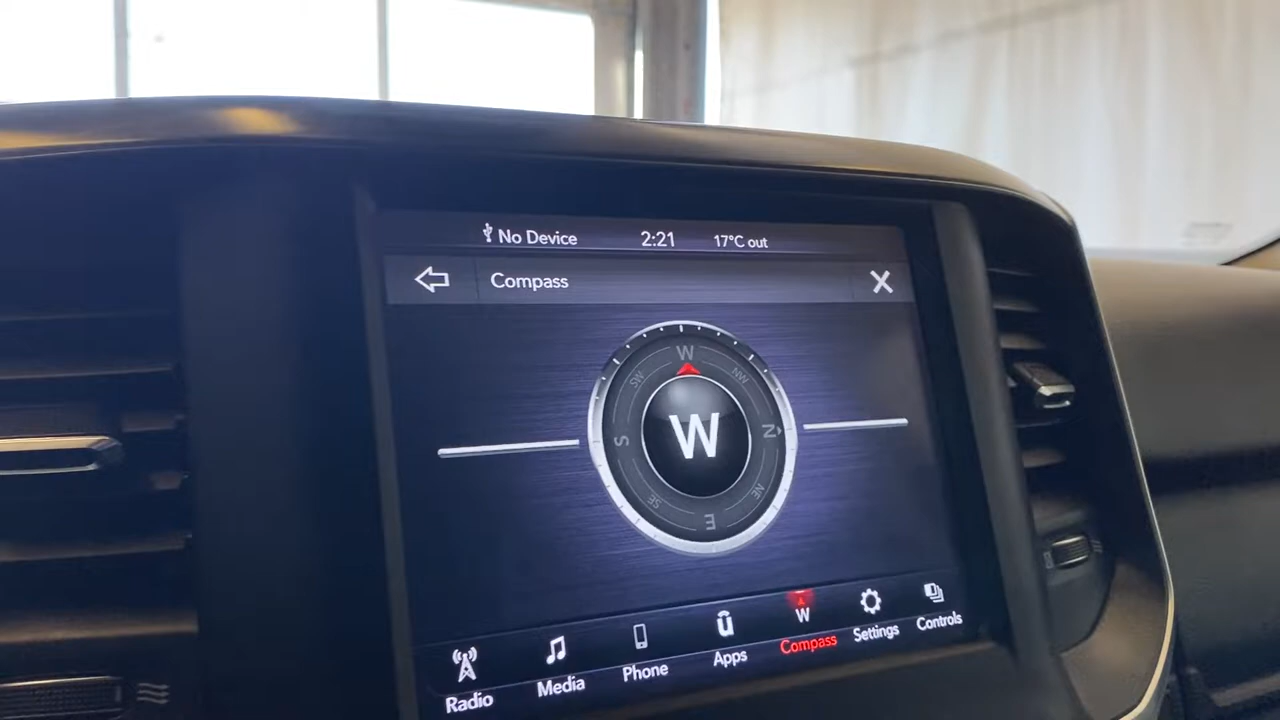 No Device 2:21 17°C out
Compass X
W
SW NW
W
S N
SE NE
E
W
Radio Media Phone Apps Compass Settings Controls